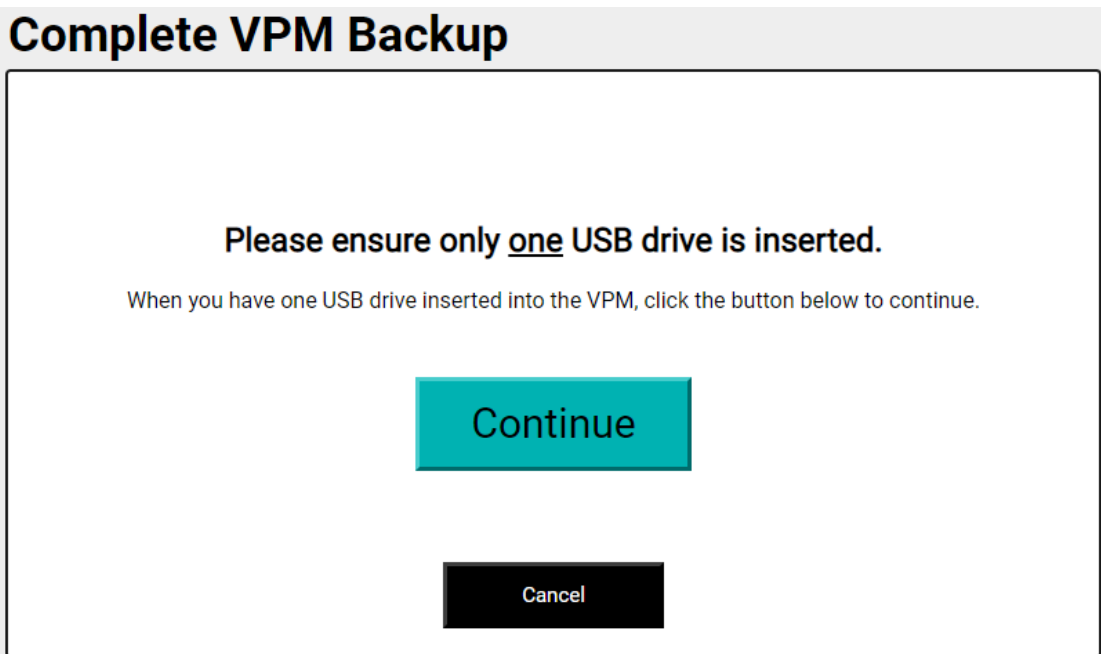 Complete VPM Backup
Please ensure only one USB drive is inserted.
When you have one USB drive inserted into the VPM, click the button below to continue.
Continue
Cancel